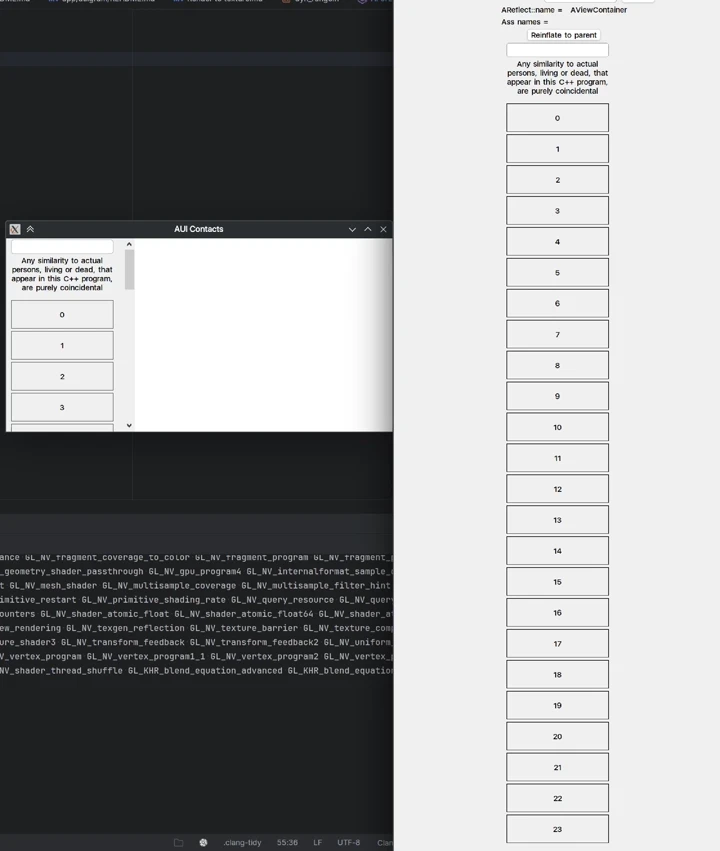 AReflect::name = AViewContainer
Ass names =
Reinflate to parent
Any similarity to actual
persons, living or dead, that
appear in this C++ program,
are purely coincidental
0
1
2
3
4
5
6
7
8
9
10
11
12
13
14
15
16
17
18
19
20
21
22
23
AUI Contacts
Any similarity to actual
persons, living or dead, that
appear in this C++ program,
are purely coincidental
0
1
2
3
ance GL_NV_fragment_coverage_to_color GL_NV_fragment_program GL_NV_fragment_
_geometry_shader_passthrough GL_NV_gpu_program4 GL_NV_internalformat_sample_
t GL_NV_mesh_shader GL_NV_multisample_coverage GL_NV_multisample_filter_hint
imitive_restart GL_NV_primitive_shading_rate GL_NV_query_resource GL_NV_quer
ounters GL_NV_shader_atomic_float GL_NV_shader_atomic_float64 GL_NV_shader_at
ew_rendering GL_NV_texgen_reflection GL_NV_texture_barrier GL_NV_texture_comp
ure_shader3 GL_NV_transform_feedback GL_NV_transform_feedback2 GL_NV_uniform_
V_vertex_program GL_NV_vertex_program1_1 GL_NV_vertex_program2 GL_NV_vertex_p
NV_shader_thread_shuffle GL_KHR_blend_equation_advanced GL_KHR_blend_equation
.clang-tidy 55:36 LF UTF-8 Clan